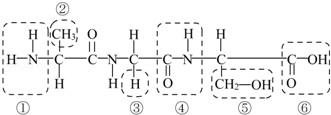 ②
H CH₃ O H H H
H—N—C—C—N—C—C—N—C—C—OH
H H H O CH₂—OH O
① ③ ④ ⑤ ⑥